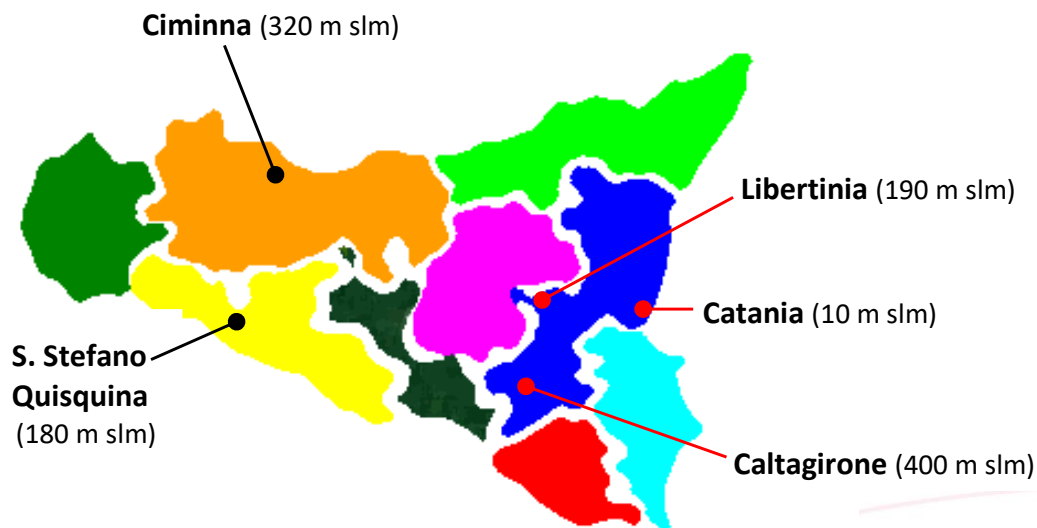 Ciminna (320 m slm)
Libertinia (190 m slm)
Catania (10 m slm)
S. Stefano
Quisquina
(180 m slm)
Caltagirone (400 m slm)